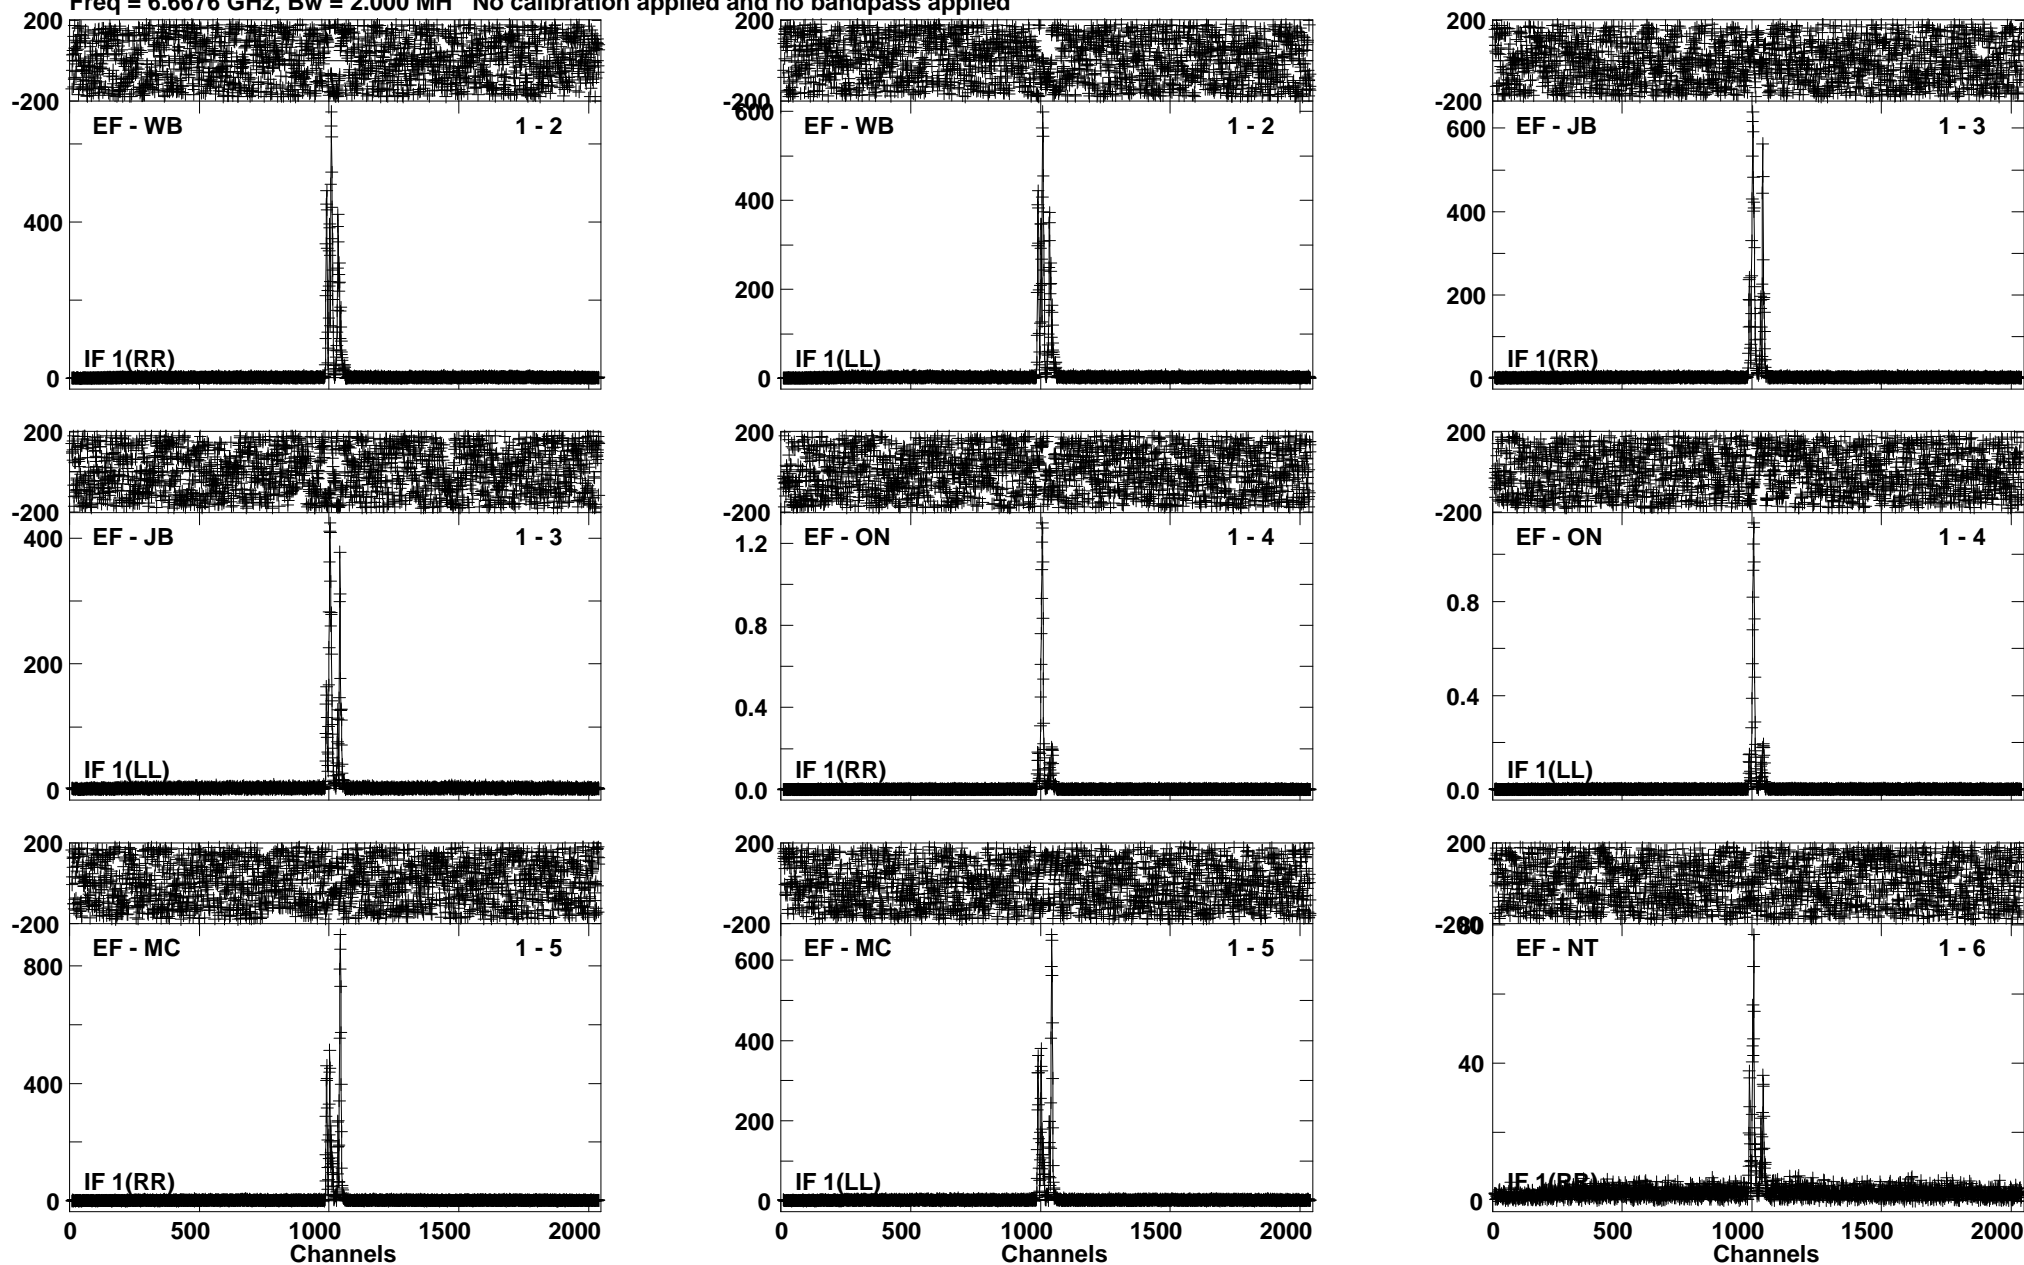 Freq = 6.6676 GHz, Bw = 2.000 MH No calibration applied and no bandpass applied
200
-200
EF - WB 1 - 2
400
IF 1(RR)
0
200
-200
600
EF - WB 1 - 2
400
200
IF 1(LL)
0
200
-200
600
EF - JB 1 - 3
400
200
IF 1(RR)
0
200
-200
400
EF - JB 1 - 3
200
IF 1(LL)
0
200
-200
1.2
EF - ON 1 - 4
0.8
0.4
IF 1(RR)
0.0
200
-200
EF - ON 1 - 4
0.8
0.4
IF 1(LL)
0.0
200
-200
EF - MC 1 - 5
800
400
IF 1(RR)
0
0 500 1000 1500 2000
Channels
200
-200
EF - MC 1 - 5
600
400
200
IF 1(LL)
0
0 500 1000 1500 2000
Channels
200
-200
80
EF - NT 1 - 6
40
IF 1(RR)
0
0 500 1000 1500 2000
Channels